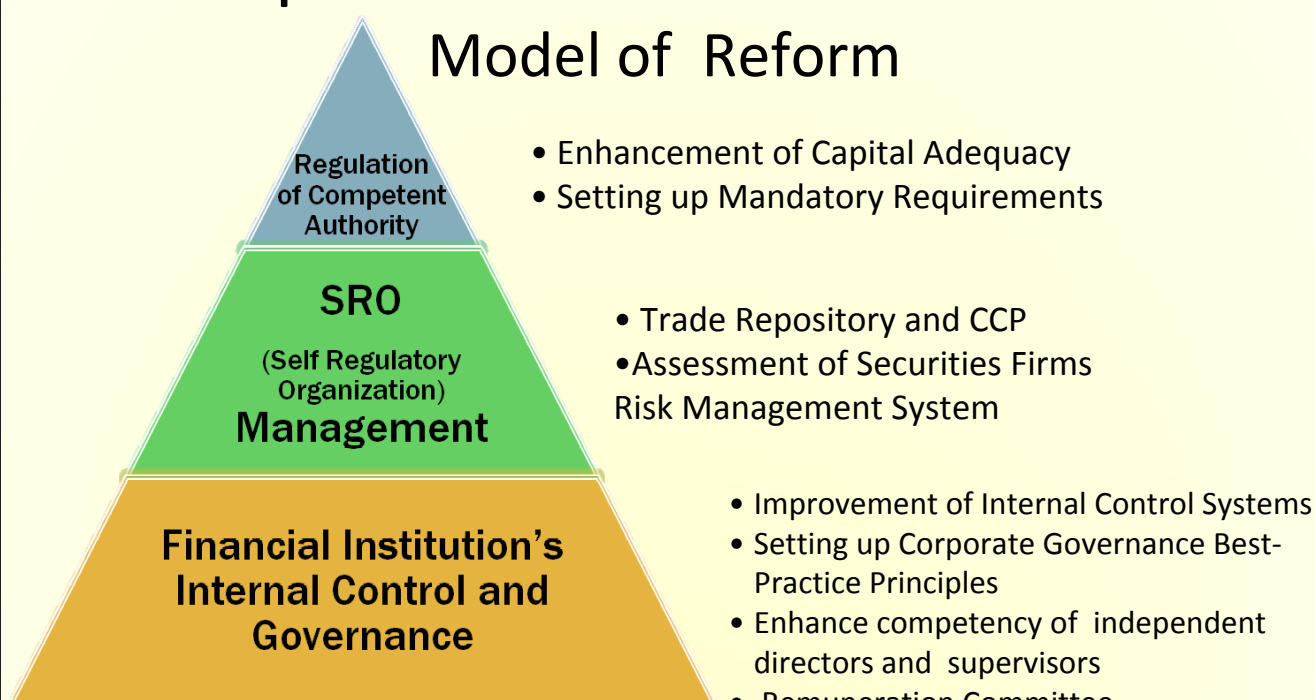 Model of  Reform
Regulation
of Competent
Authority
• Enhancement of Capital Adequacy
• Setting up Mandatory Requirements
SRO
(Self Regulatory
Organization)
Management
• Trade Repository and CCP
•Assessment of Securities Firms
Risk Management System
Financial Institution's
Internal Control and
Governance
• Improvement of Internal Control Systems
• Setting up Corporate Governance Best-
Practice Principles
• Enhance competency of  independent
directors and  supervisors
• Remuneration Committee